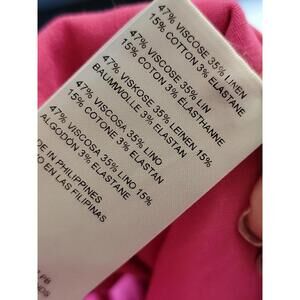 47% VISCOSE 35% LINEN
15% COTTON 3% ELASTANE
47% VISCOSE 35% LIN
15% COTON 3% ELASTHANNE
47% VISKOSE 35% LEINEN 15%
BAUMWOLLE 3% ELASTAN
47% VISCOSA 35% LINO
15% COTONE 3% ELASTAN
47% VISCOSA 35% LINO 15%
ALGODÓN 3% ELASTANE
IN PHILIPPINES
EN LAS FILIPINAS